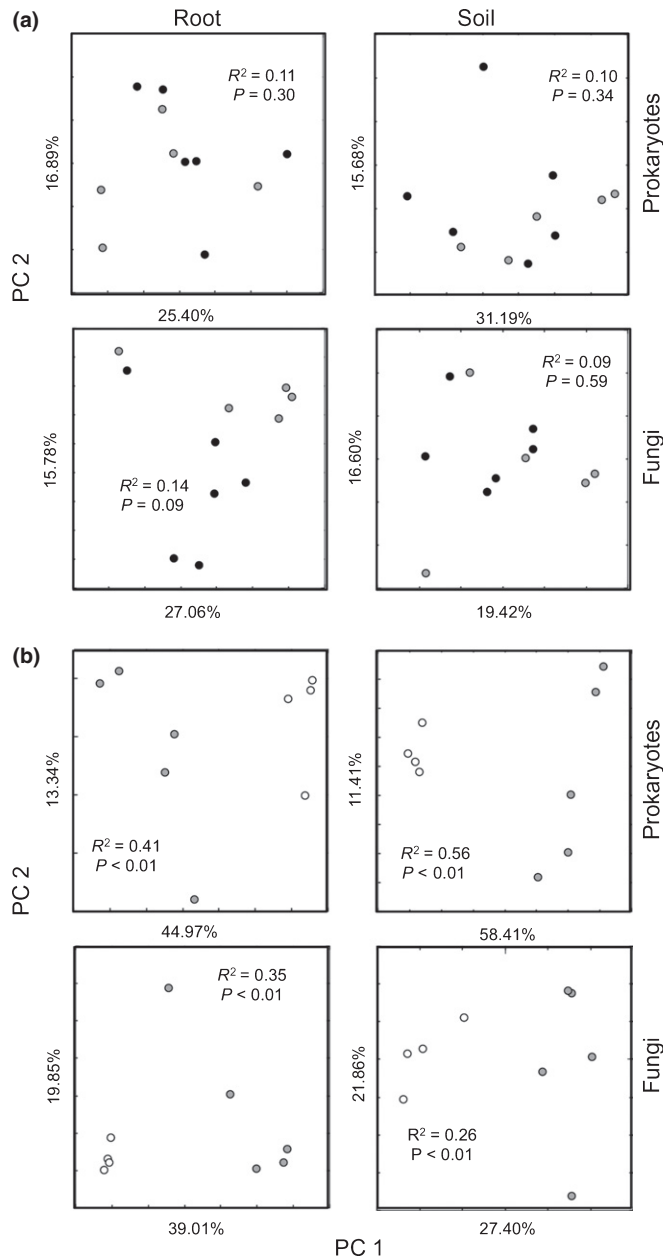 (a)
Root
Soil
R² = 0.11
P = 0.30
16.89%
25.40%
R² = 0.10
P = 0.34
15.68%
31.19%
Prokaryotes
PC 2
R² = 0.14
P = 0.09
15.78%
27.06%
R² = 0.09
P = 0.59
16.60%
19.42%
Fungi
(b)
R² = 0.41
P < 0.01
13.34%
44.97%
R² = 0.56
P < 0.01
11.41%
58.41%
Prokaryotes
PC 2
R² = 0.35
P < 0.01
19.85%
39.01%
R² = 0.26
P < 0.01
21.86%
27.40%
Fungi
PC 1